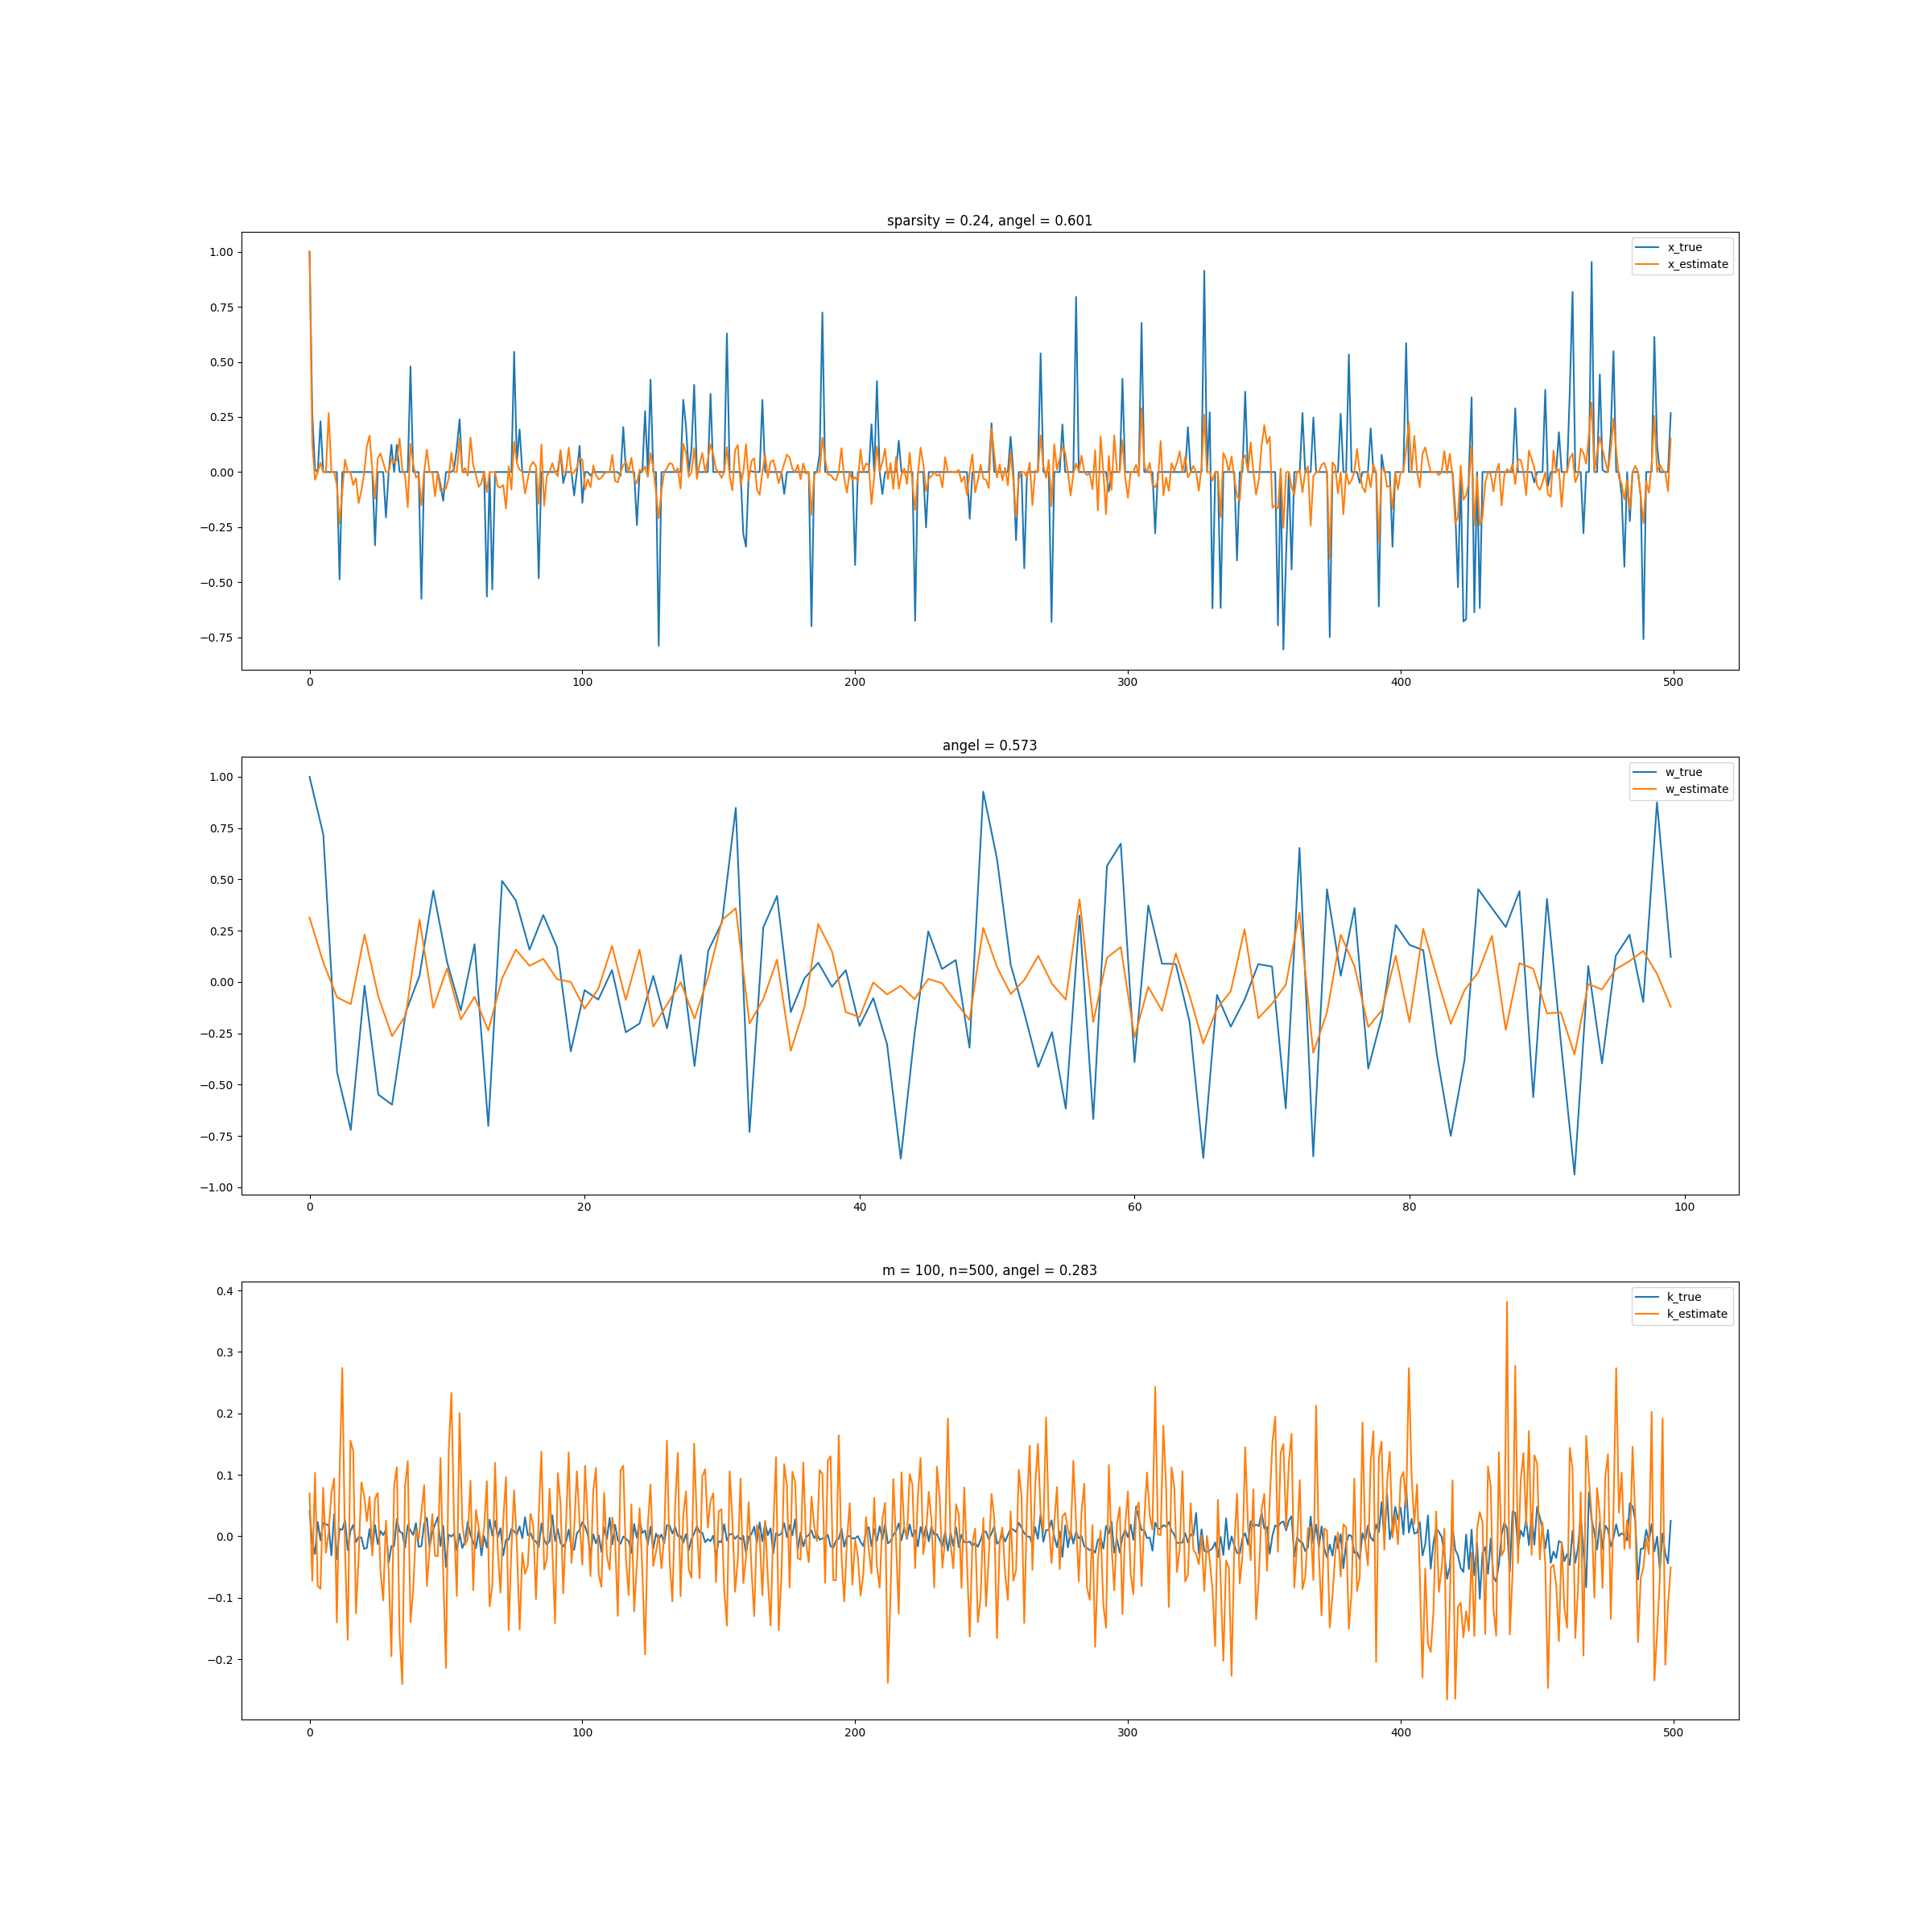 sparsity = 0.24, angel = 0.601
x_true
x_estimate
1.00
0.75
0.50
0.25
0.00
−0.25
−0.50
−0.75
0 100 200 300 400 500
angel = 0.573
w_true
w_estimate
1.00
0.75
0.50
0.25
0.00
−0.25
−0.50
−0.75
−1.00
0 20 40 60 80 100
m = 100, n=500, angel = 0.283
k_true
k_estimate
0.4
0.3
0.2
0.1
0.0
−0.1
−0.2
0 100 200 300 400 500